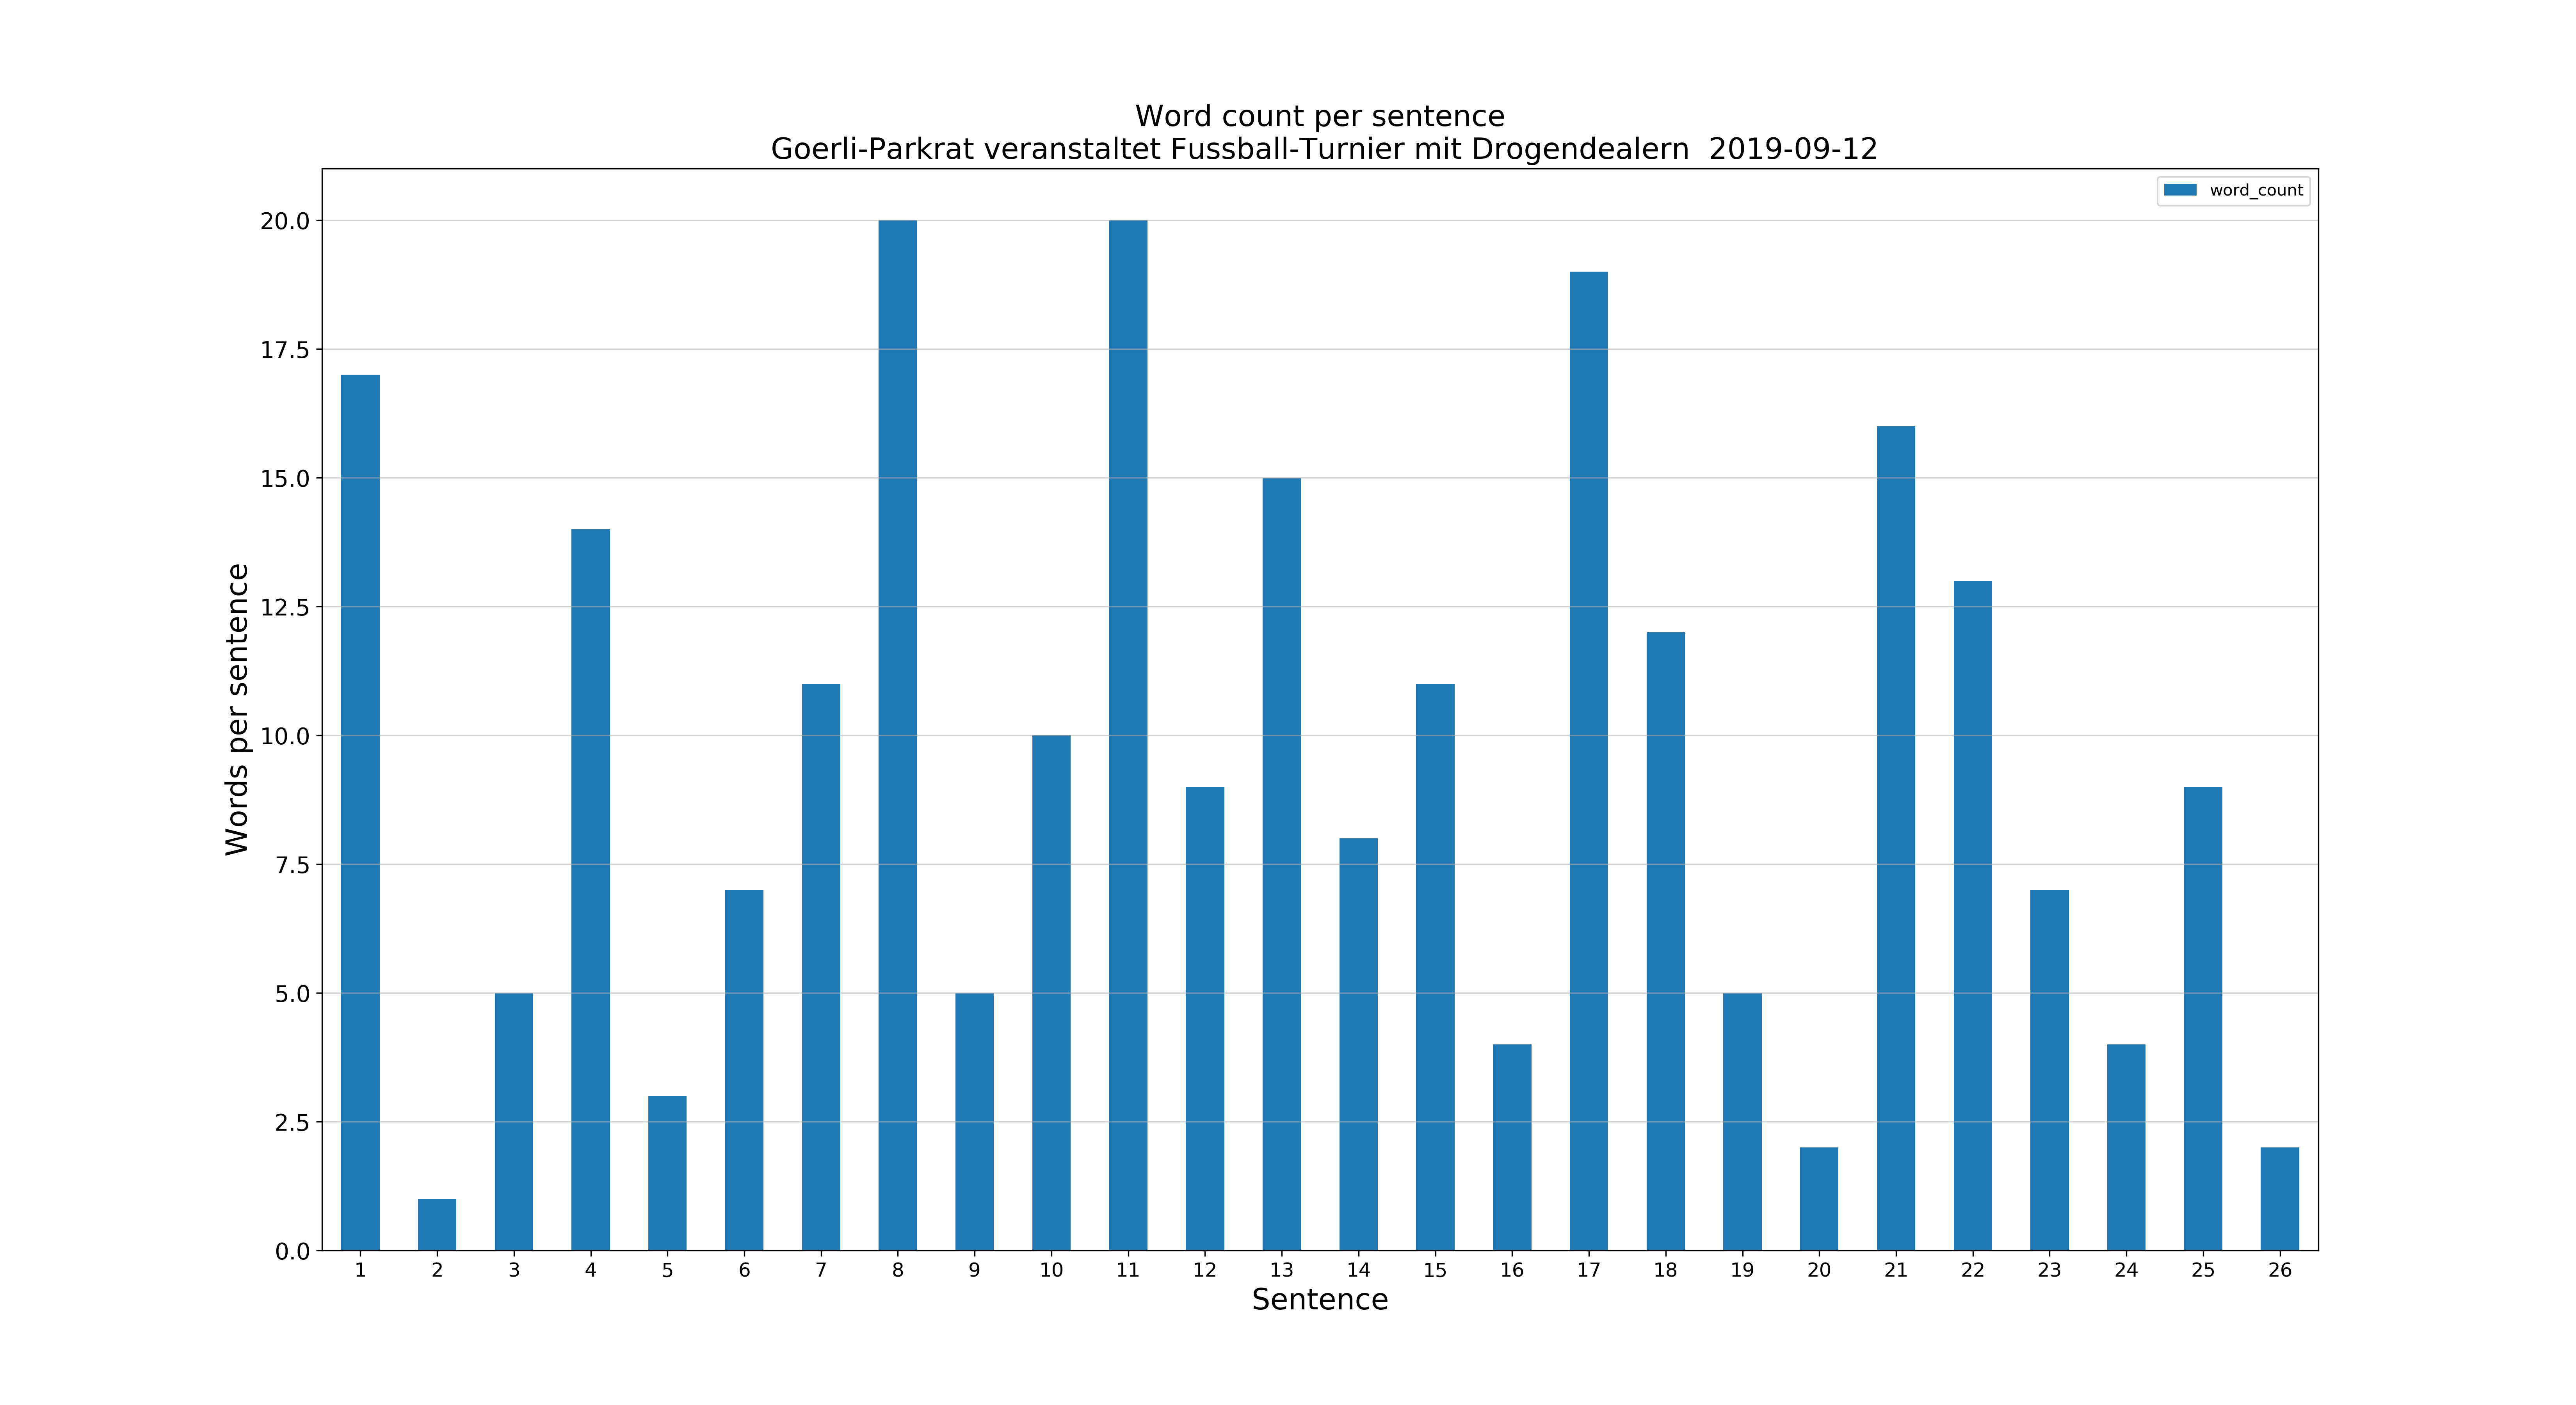 Word count per sentence
Goerli-Parkrat veranstaltet Fussball-Turnier mit Drogendealern  2019-09-12
word_count
20.0
17.5
15.0
12.5
10.0
7.5
5.0
2.5
0.0
Words per sentence
1 2 3 4 5 6 7 8 9 10 11 12 13 14 15 16 17 18 19 20 21 22 23 24 25 26
Sentence